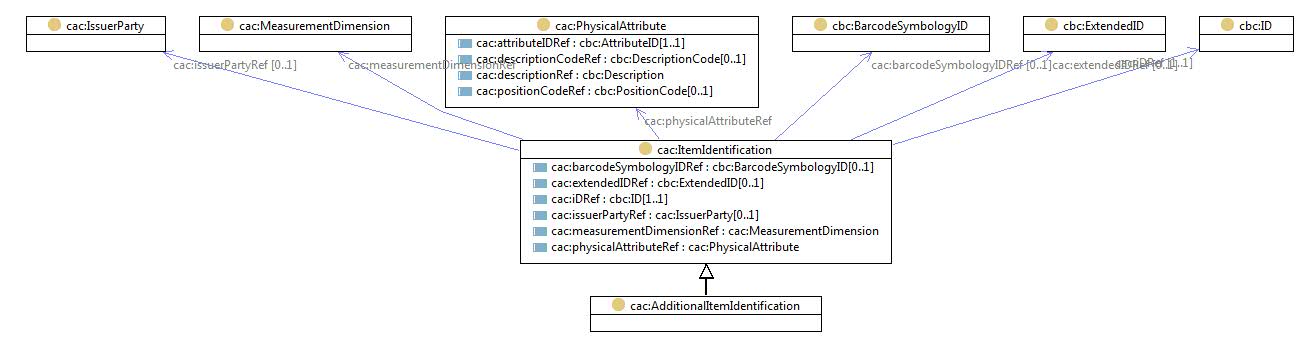 cac:IssuerParty
cac:MeasurementDimension
cac:PhysicalAttribute
cac:attributeIDRef : cbc:AttributeID[1..1]
cac:descriptionCodeRef : cbc:DescriptionCode[0..1]
cac:descriptionRef : cbc:Description
cac:positionCodeRef : cbc:PositionCode[0..1]
cbc:BarcodeSymbologyID
cbc:ExtendedID
cbc:ID
cac:issuerPartyRef [0..1]
cac:measurementDimensionRef
cac:barcodeSymbologyIDRef [0..1]
cac:extendedIDRef [0..1]
cac:iDRef [1..1]
cac:physicalAttributeRef
cac:ItemIdentification
cac:barcodeSymbologyIDRef : cbc:BarcodeSymbologyID[0..1]
cac:extendedIDRef : cbc:ExtendedID[0..1]
cac:iDRef : cbc:ID[1..1]
cac:issuerPartyRef : cac:IssuerParty[0..1]
cac:measurementDimensionRef : cac:MeasurementDimension
cac:physicalAttributeRef : cac:PhysicalAttribute
cac:AdditionalItemIdentification